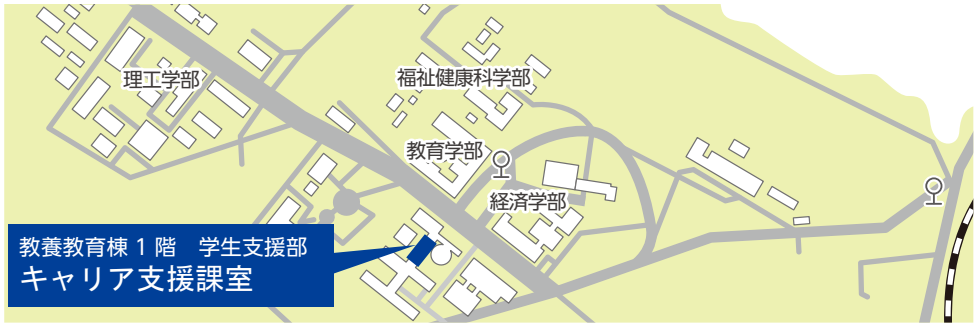 理工学部
福祉健康科学部
教育学部
経済学部
教養教育棟 1 階　学生支援部
キャリア支援課室